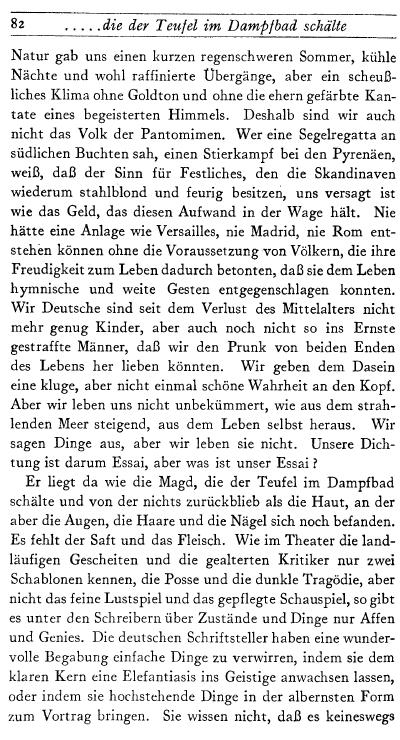 82 .....die der Teufel im Dampfbad schälte
Natur gab uns einen kurzen regenschweren Sommer, kühle
Nächte und wohl raffinierte Übergänge, aber ein scheuß-
liches Klima ohne Goldton und ohne die ehern gefärbte Kan-
tate eines begeisterten Himmels. Deshalb sind wir auch
nicht das Volk der Pantomimen. Wer eine Segelregatta an
südlichen Buchten sah, einen Stierkampf bei den Pyrenäen,
weiß, daß der Sinn für Festliches, den die Skandinaven
wiederum stahlblond und feurig besitzen, uns versagt ist
wie das Geld, das diesen Aufwand in der Wage hält. Nie
hätte eine Anlage wie Versailles, nie Madrid, nie Rom ent-
stehen können ohne die Voraussetzung von Völkern, die ihre
Freudigkeit zum Leben dadurch betonten, daß sie dem Leben
hymnische und weite Gesten entgegenschlagen konnten.
Wir Deutsche sind seit dem Verlust des Mittelalters nicht
mehr genug Kinder, aber auch noch nicht so ins Ernste
gestraffte Männer, daß wir den Prunk von beiden Enden
des Lebens her lieben könnten. Wir geben dem Dasein
eine kluge, aber nicht einmal schöne Wahrheit an den Kopf.
Aber wir leben uns nicht unbekümmert, wie aus dem strah-
lenden Meer steigend, aus dem Leben selbst heraus. Wir
sagen Dinge aus, aber wir leben sie nicht. Unsere Dich-
tung ist darum Essai, aber was ist unser Essai?
Er liegt da wie die Magd, die der Teufel im Dampfbad
schälte und von der nichts zurückblieb als die Haut, an der
aber die Augen, die Haare und die Nägel sich noch befanden.
Es fehlt der Saft und das Fleisch. Wie im Theater die land-
läufigen Gescheiten und die gealterten Kritiker nur zwei
Schablonen kennen, die Posse und die dunkle Tragödie, aber
nicht das feine Lustspiel und das gepflegte Schauspiel, so gibt
es unter den Schreibern über Zustände und Dinge nur Affen
und Genies. Die deutschen Schriftsteller haben eine wunder-
volle Begabung einfache Dinge zu verwirren, indem sie dem
klaren Kern eine Elefantiasis ins Geistige anwachsen lassen,
oder indem sie hochstehende Dinge in der albernsten Form
zum Vortrag bringen. Sie wissen nicht, daß es keineswegs